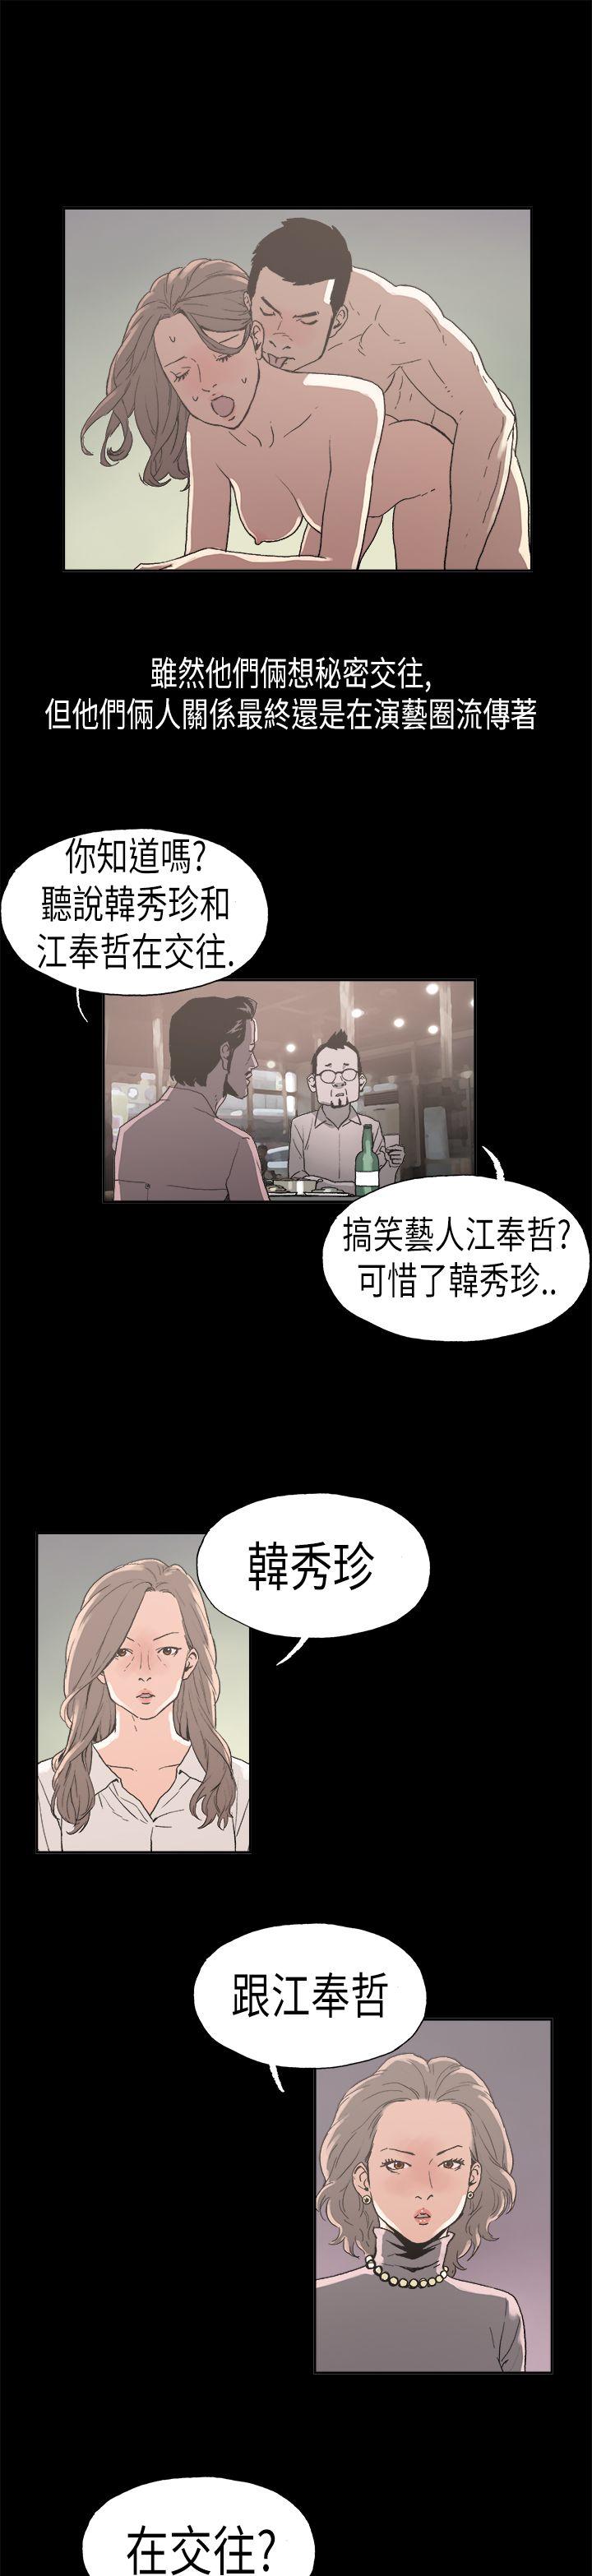 雖然他們倆想秘密交往,
但他們倆人關係最終還是在演藝圈流傳著
你知道嗎?
聽說韓秀珍和
江奉哲在交往.
搞笑藝人江奉哲?
可惜了韓秀珍..
韓秀珍
跟江奉哲
在交往?